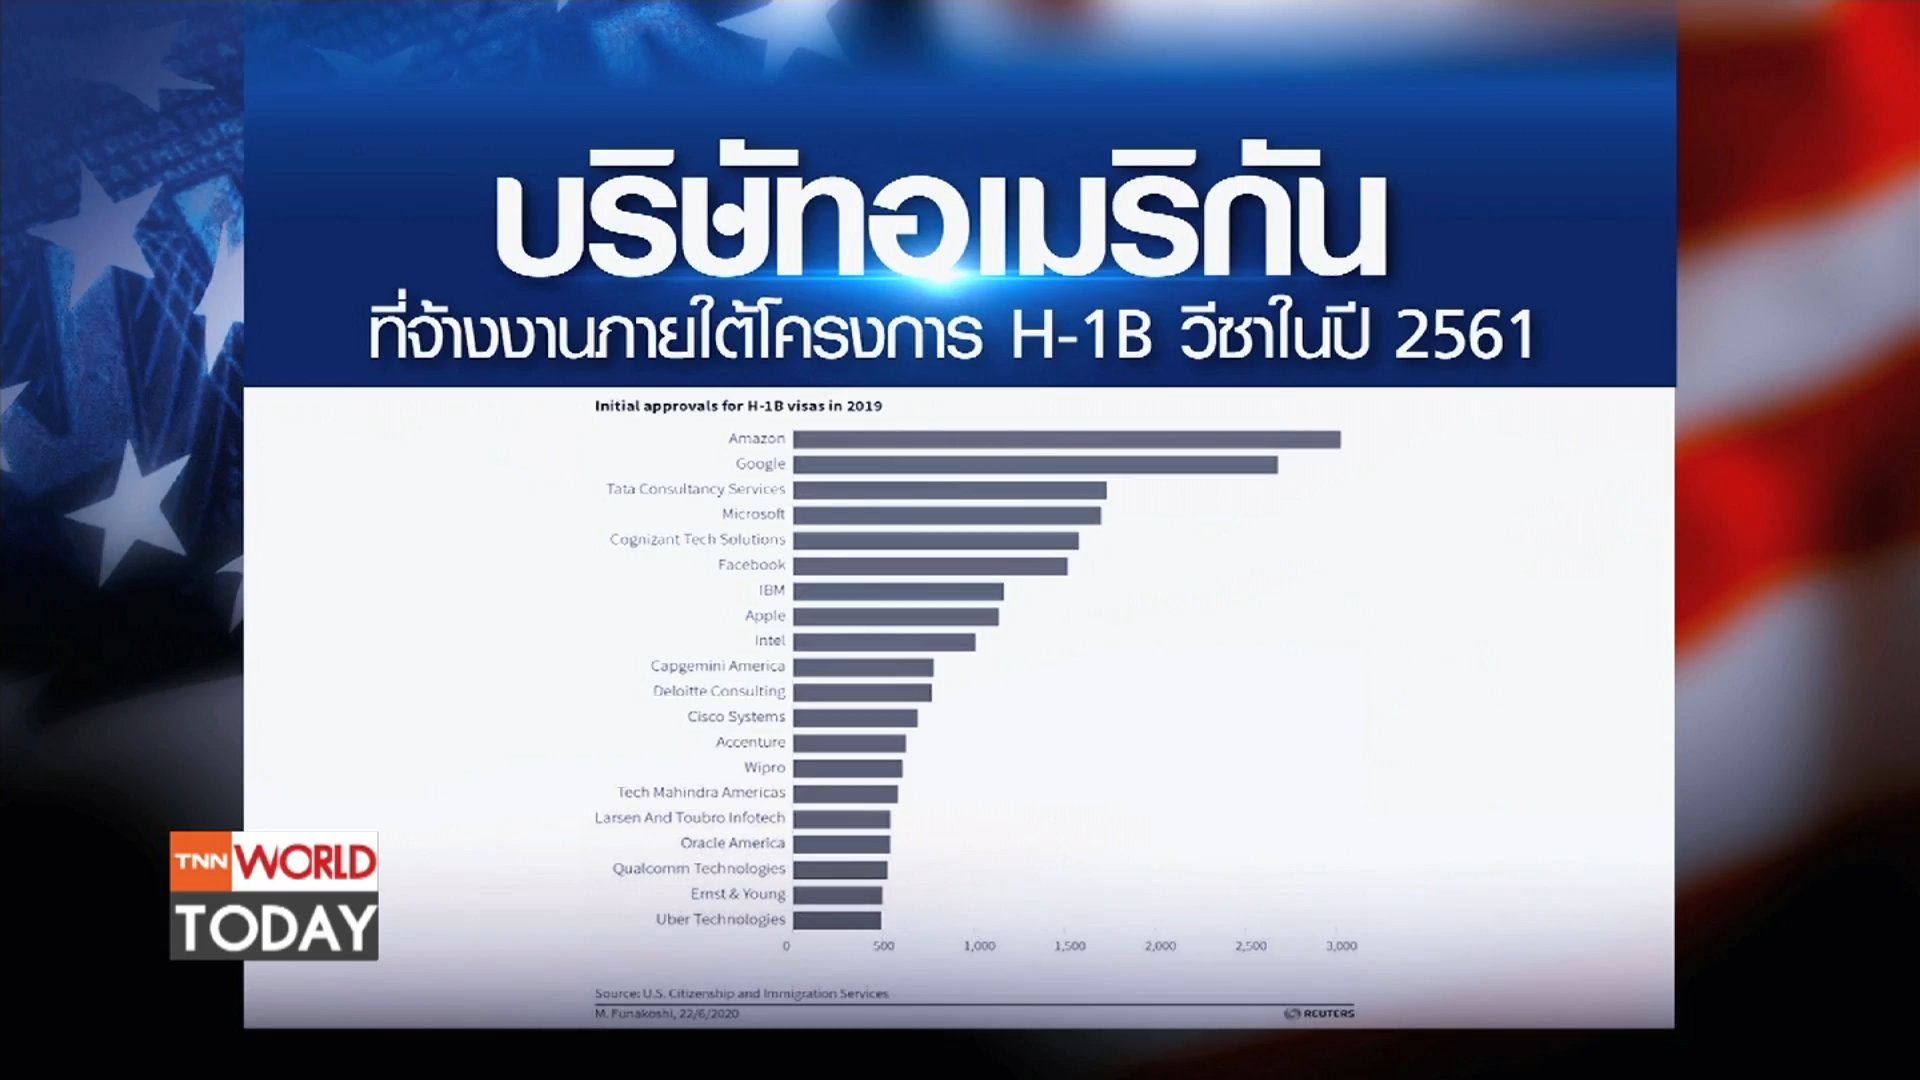 บริษัทอเมริกัน
ที่จ้างงานภายใต้โครงการ H-1B วีซาในปี 2561
Initial approvals for H-1B visas in 2019
Amazon
Google
Tata Consultancy Services
Microsoft
Cognizant Tech Solutions
Facebook
IBM
Apple
Intel
Capgemini America
Deloitte Consulting
Cisco Systems
Accenture
Wipro
Tech Mahindra Americas
Larsen And Toubro Infotech
Oracle America
Qualcomm Technologies
Ernst & Young
Uber Technologies
0 500 1,000 1,500 2,000 2,500 3,000
Source: U.S. Citizenship and Immigration Services
M. Funakoshi, 22/6/2020 REUTERS
TNN WORLD
TODAY